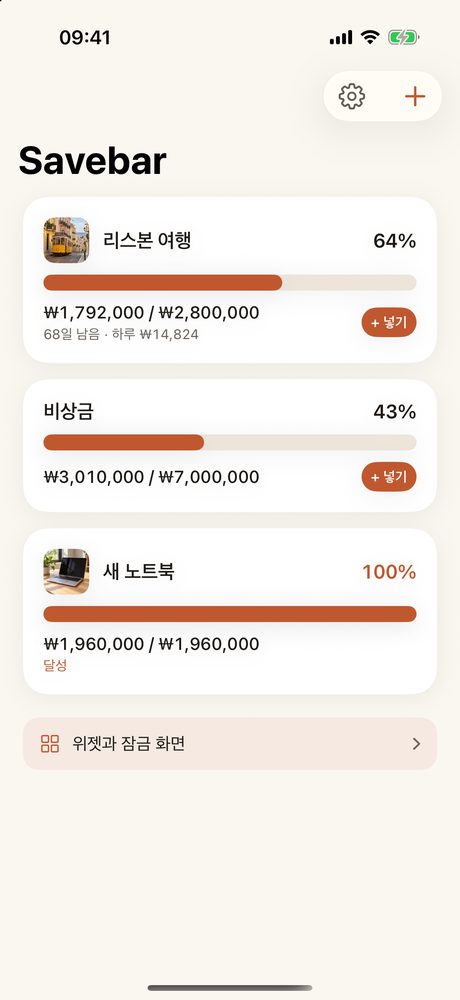 09:41
Savebar
리스본 여행
64%
₩1,792,000 / ₩2,800,000
68일 남음 · 하루 ₩14,824
+ 넣기
비상금
43%
₩3,010,000 / ₩7,000,000
+ 넣기
새 노트북
100%
₩1,960,000 / ₩1,960,000
달성
위젯과 잠금 화면